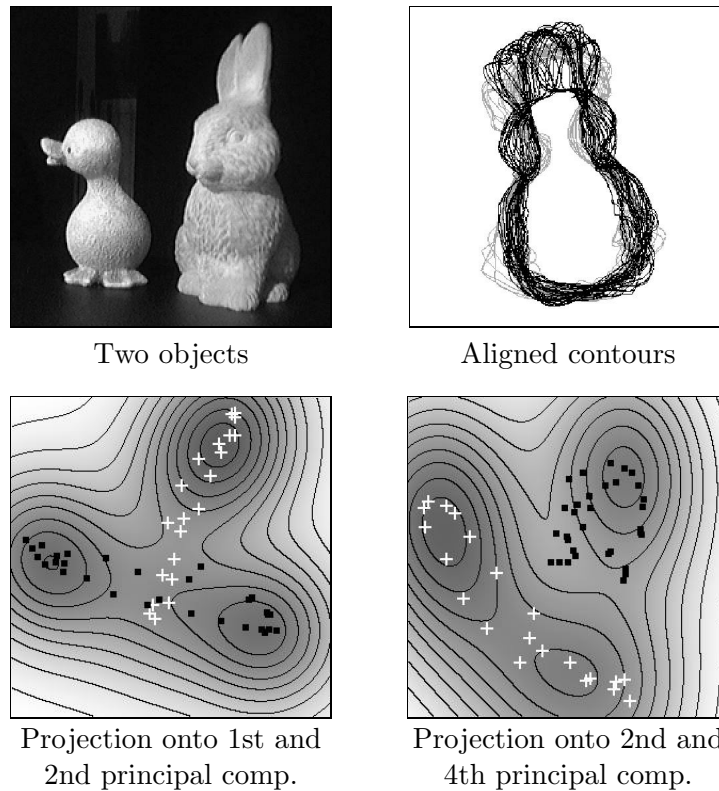 Two objects
Aligned contours
Projection onto 1st and
2nd principal comp.
Projection onto 2nd and
4th principal comp.